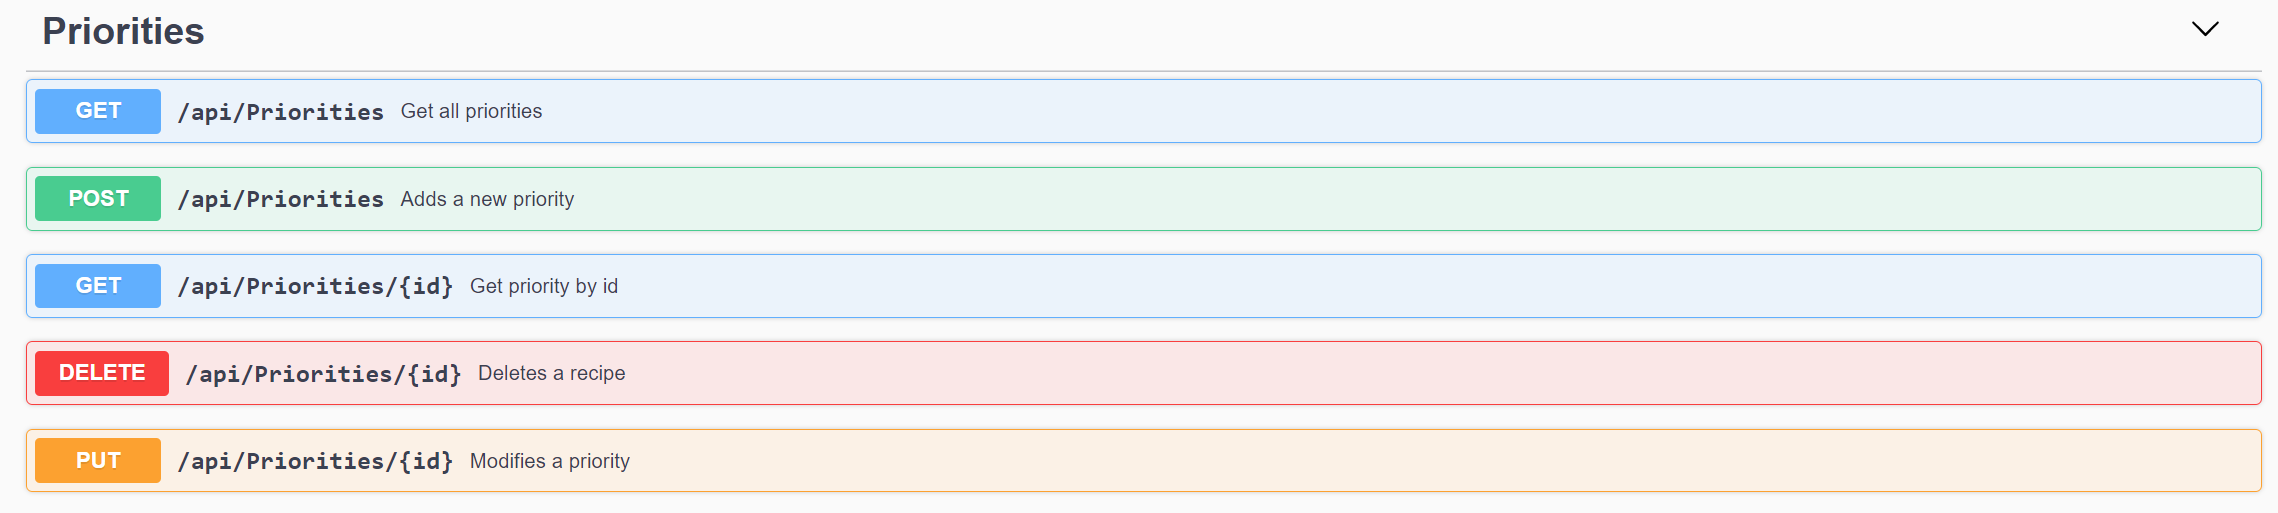 Priorities
GET /api/Priorities Get all priorities
POST /api/Priorities Adds a new priority
GET /api/Priorities/{id} Get priority by id
DELETE /api/Priorities/{id} Deletes a recipe
PUT /api/Priorities/{id} Modifies a priority